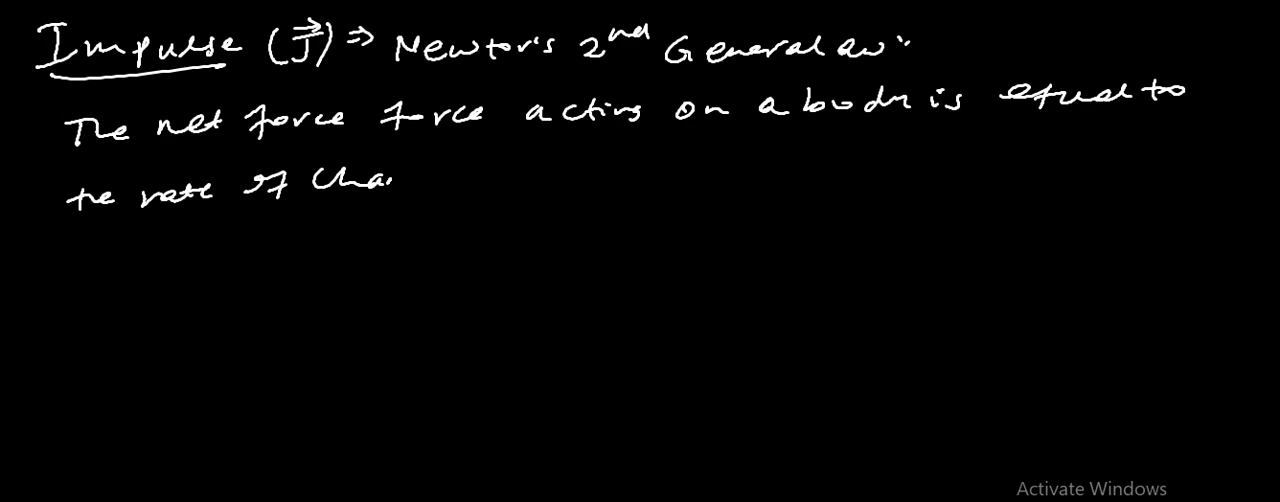 Impulse (J⃗) ⇒ Newton's 2nd General law:
The net force force acting on a body is equal to
the rate of cha
Activate Windows